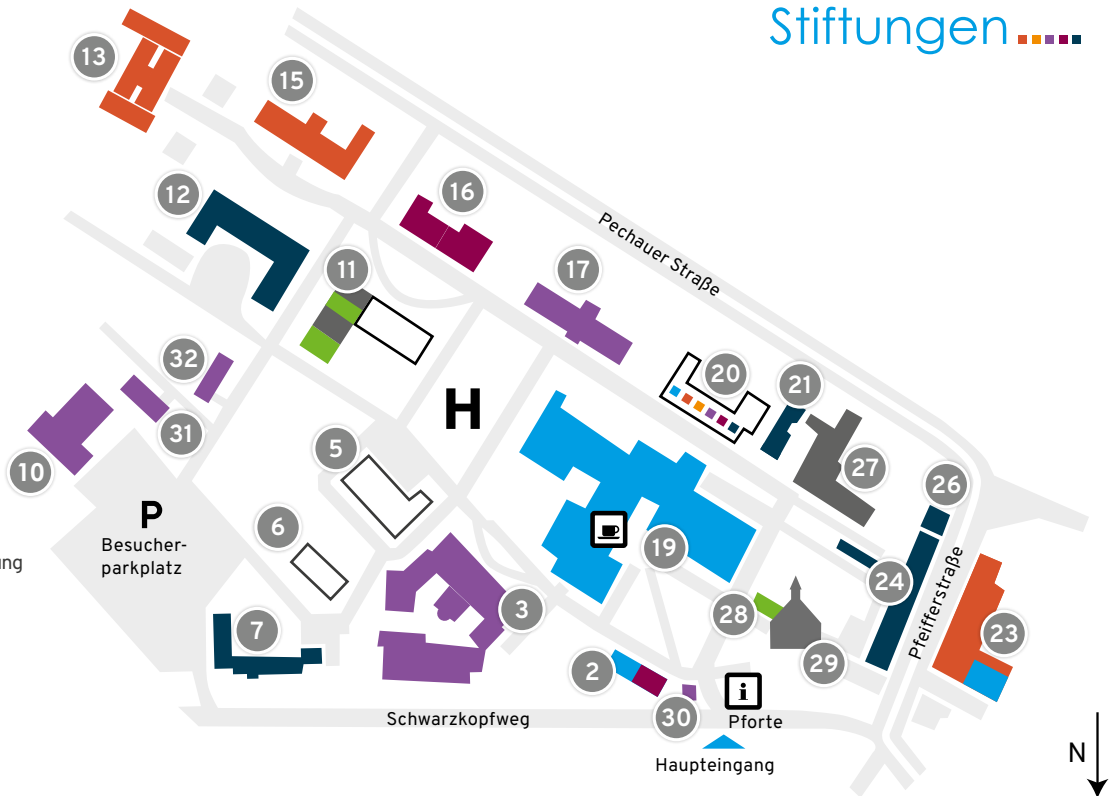 Stiftungen
13
15
12
16
Pechauer Straße
11
17
32
20
21
31
H
10
5
27
26
P
Besucher-
parkplatz
6
19
ung
24
Pfeifferstraße
7
3
28
23
2
29
i
30
Pforte
Schwarzkopfweg
Haupteingang
N